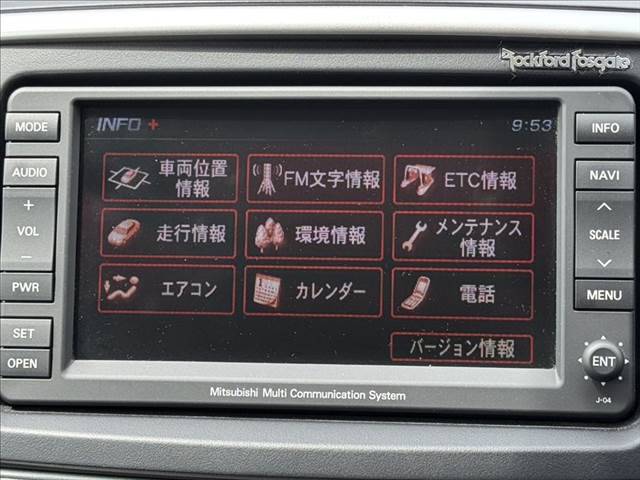 Rockford Fosgate
MODE
INFO +
9:53
INFO
AUDIO
車両位置
情報
FM文字情報
ETC情報
NAVI
+
VOL
−
走行情報
環境情報
メンテナンス
情報
SCALE
PWR
エアコン
カレンダー
電話
MENU
SET
OPEN
バージョン情報
ENT
Mitsubishi Multi Communication System
J-04